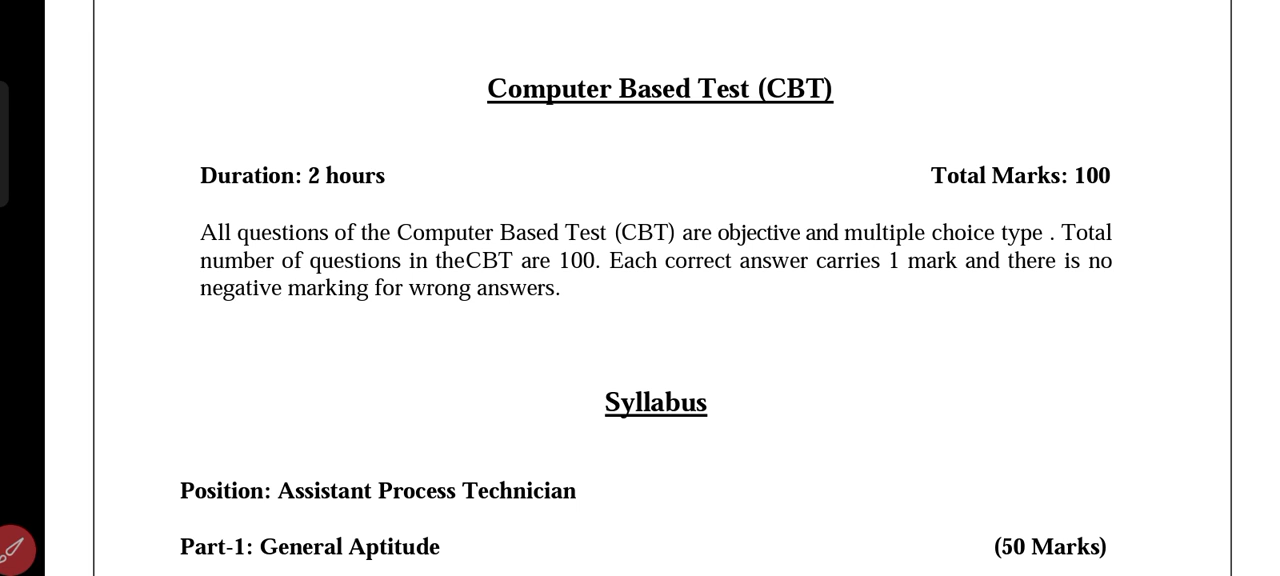 Computer Based Test (CBT)
Duration: 2 hours Total Marks: 100
All questions of the Computer Based Test (CBT) are objective and multiple choice type . Total
number of questions in theCBT are 100. Each correct answer carries 1 mark and there is no
negative marking for wrong answers.
Syllabus
Position: Assistant Process Technician
Part-1: General Aptitude (50 Marks)